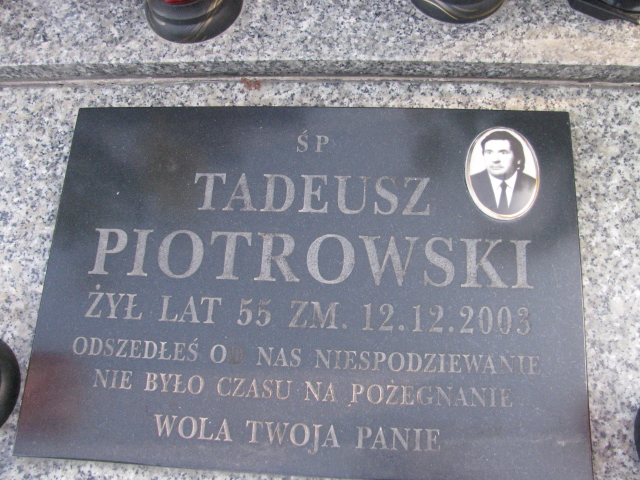 ŚP
TADEUSZ
PIOTROWSKI
ŻYŁ LAT 55 ZM. 12.12.2003
ODSZEDŁEŚ OD NAS NIESPODZIEWANIE
NIE BYŁO CZASU NA POŻEGNANIE
WOLA TWOJA PANIE